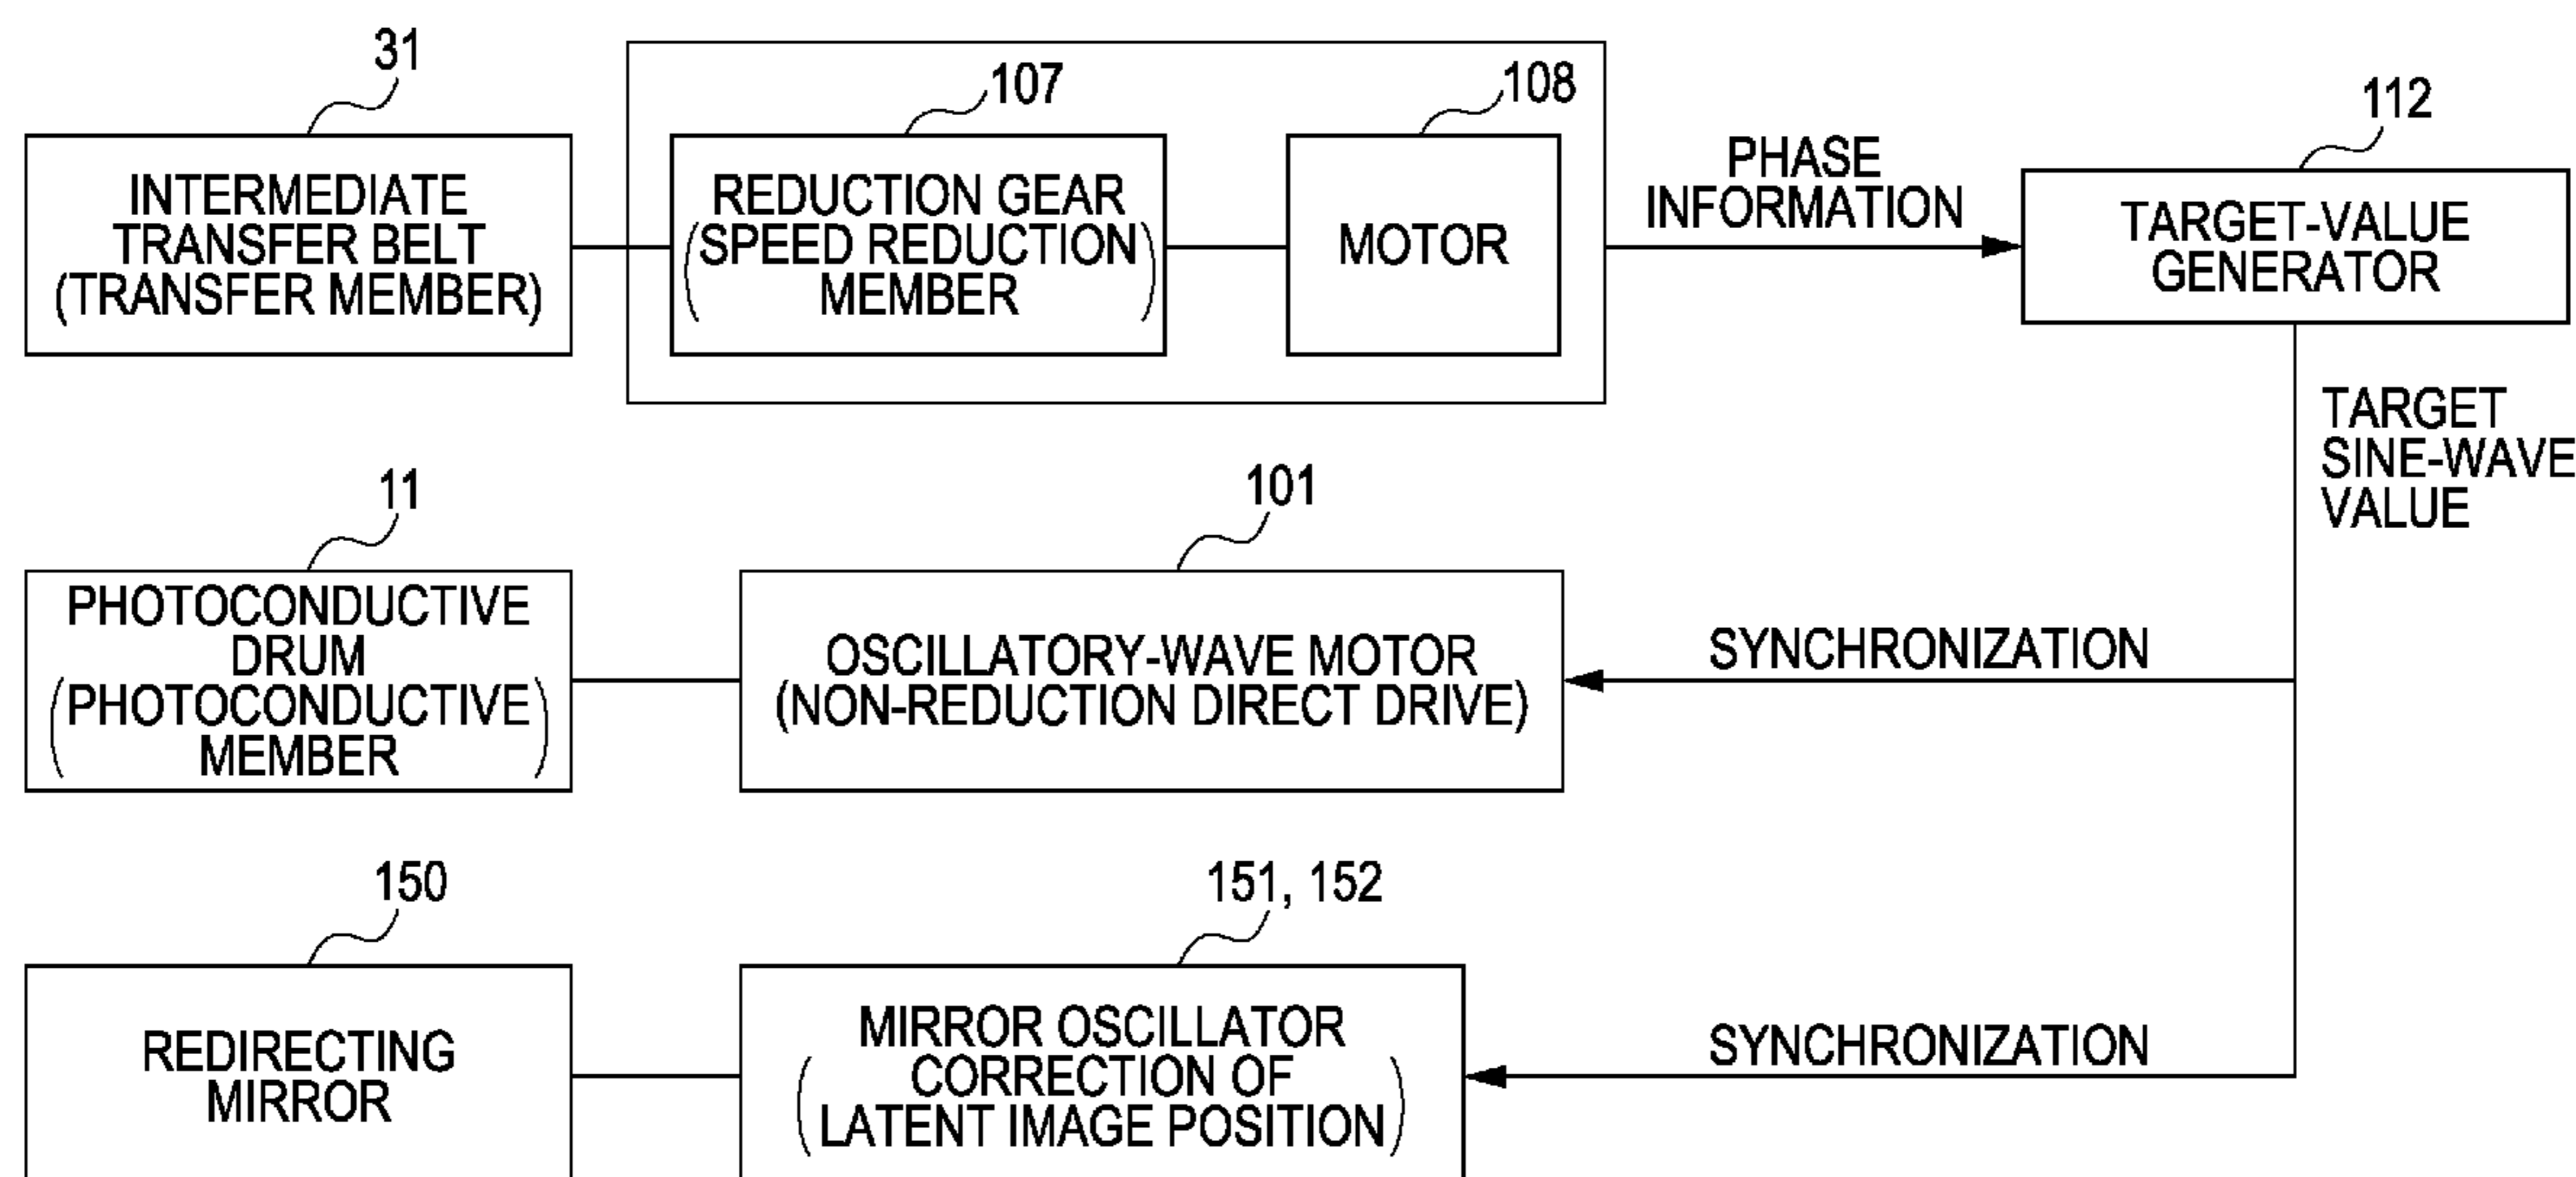 31
107
108
112
INTERMEDIATE
TRANSFER BELT
(TRANSFER MEMBER)
REDUCTION GEAR
(SPEED REDUCTION
MEMBER)
MOTOR
PHASE
INFORMATION
TARGET-VALUE
GENERATOR
TARGET
SINE-WAVE
VALUE
11
101
PHOTOCONDUCTIVE
DRUM
(PHOTOCONDUCTIVE
MEMBER)
OSCILLATORY-WAVE MOTOR
(NON-REDUCTION DIRECT DRIVE)
SYNCHRONIZATION
150
151, 152
REDIRECTING
MIRROR
MIRROR OSCILLATOR
(CORRECTION OF
LATENT IMAGE POSITION)
SYNCHRONIZATION